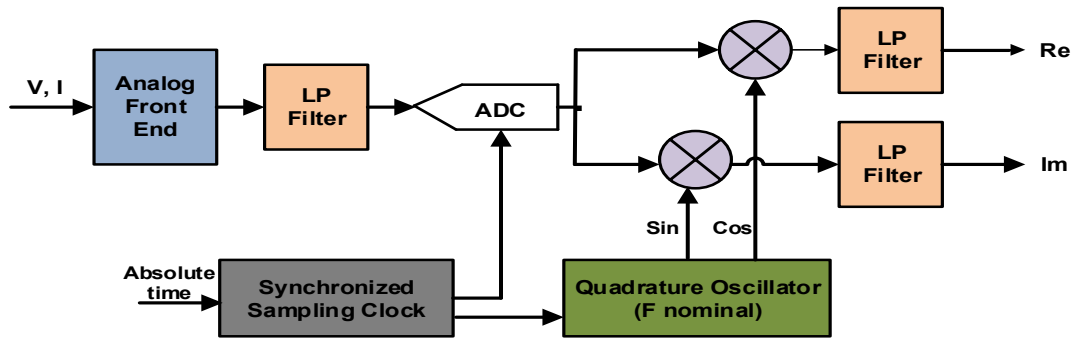 V, I
Analog
Front
End
LP
Filter
ADC
LP
Filter
Re
LP
Filter
Im
Sin
Cos
Absolute
time
Synchronized
Sampling Clock
Quadrature Oscillator
(F nominal)